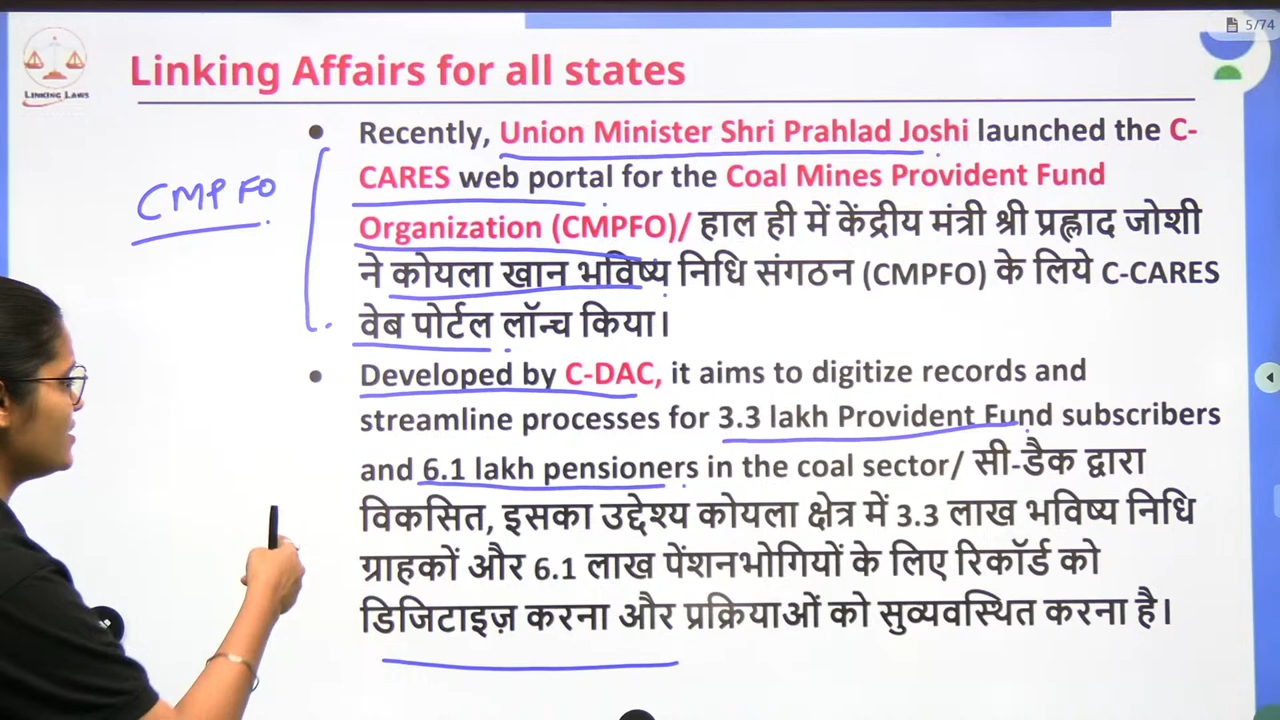 5/74
LINKING LAWS
Linking Affairs for all states
CMPFO
Recently, Union Minister Shri Prahlad Joshi launched the C-
CARES web portal for the Coal Mines Provident Fund
Organization (CMPFO)/ हाल ही में केंद्रीय मंत्री श्री प्रह्लाद जोशी
ने कोयला खान भविष्य निधि संगठन (CMPFO) के लिये C-CARES
वेब पोर्टल लॉन्च किया।
Developed by C-DAC, it aims to digitize records and
streamline processes for 3.3 lakh Provident Fund subscribers
and 6.1 lakh pensioners in the coal sector/ सी-डैक द्वारा
विकसित, इसका उद्देश्य कोयला क्षेत्र में 3.3 लाख भविष्य निधि
ग्राहकों और 6.1 लाख पेंशनभोगियों के लिए रिकॉर्ड को
डिजिटाइज़ करना और प्रक्रियाओं को सुव्यवस्थित करना है।